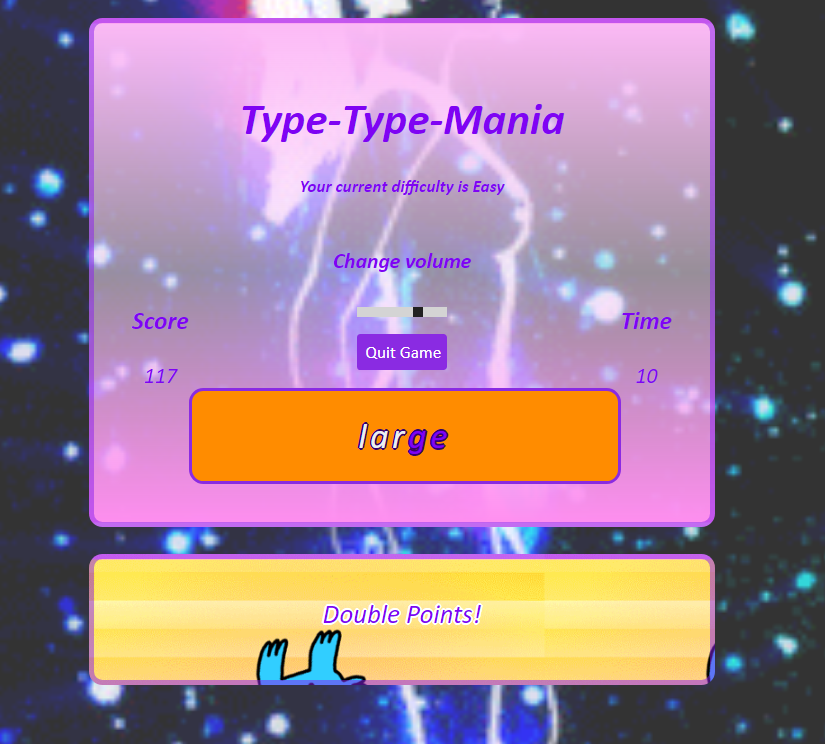 Type-Type-Mania
Your current difficulty is Easy
Change volume
Score
Time
Quit Game
117
10
large
Double Points!